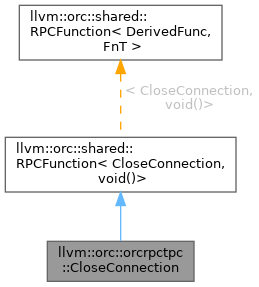 llvm::orc::shared::
RPCFunction< DerivedFunc,
FnT >
< CloseConnection,
void()>
llvm::orc::shared::
RPCFunction< CloseConnection,
void()>
llvm::orc::orcrpctpc
::CloseConnection